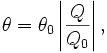 θ = θ₀ |Q / Q₀| ,